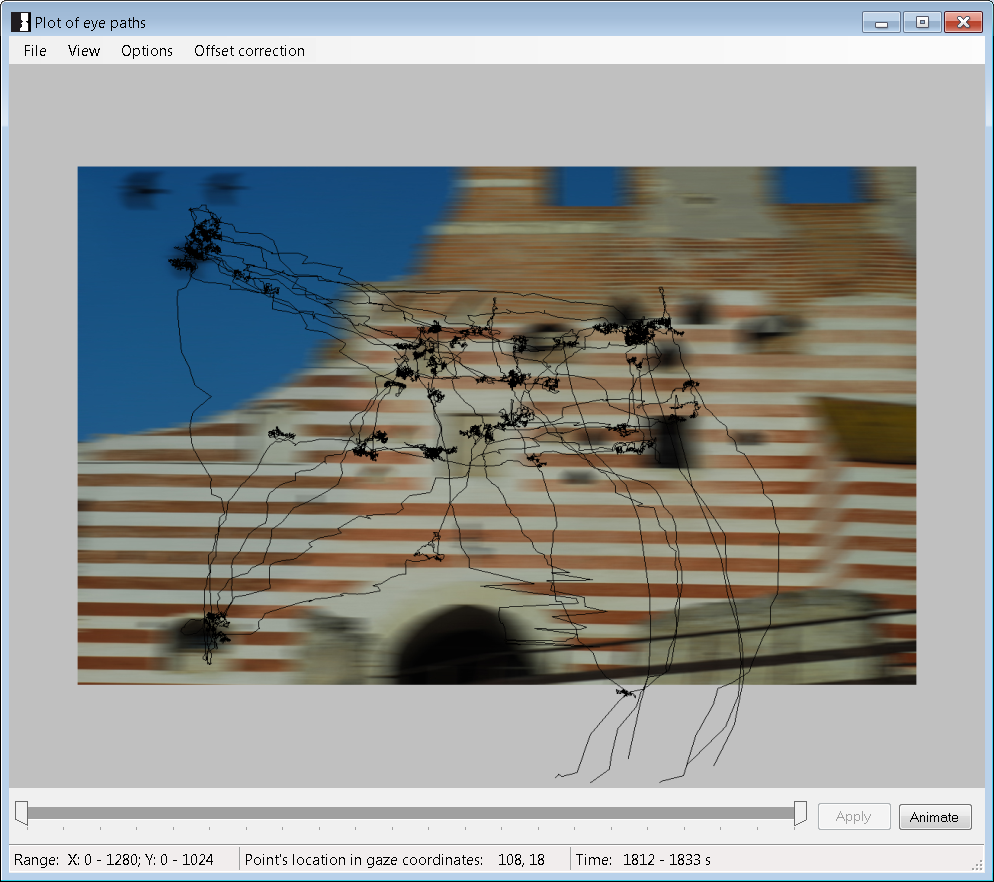 Plot of eye paths
File View Options Offset correction
Apply Animate
Range: X: 0 - 1280; Y: 0 - 1024 Point's location in gaze coordinates: 108, 18 Time: 1812 - 1833 s